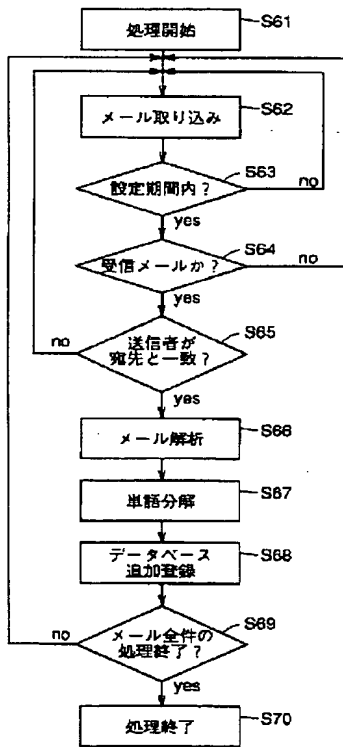 処理開始
S61
メール取り込み
S62
設定期間内?
S63
no
yes
受信メールか?
S64
no
yes
送信者が
宛先と一致?
S65
no
yes
メール解析
S66
単語分解
S67
データベース
追加登録
S68
メール全件の
処理終了?
S69
no
yes
処理終了
S70